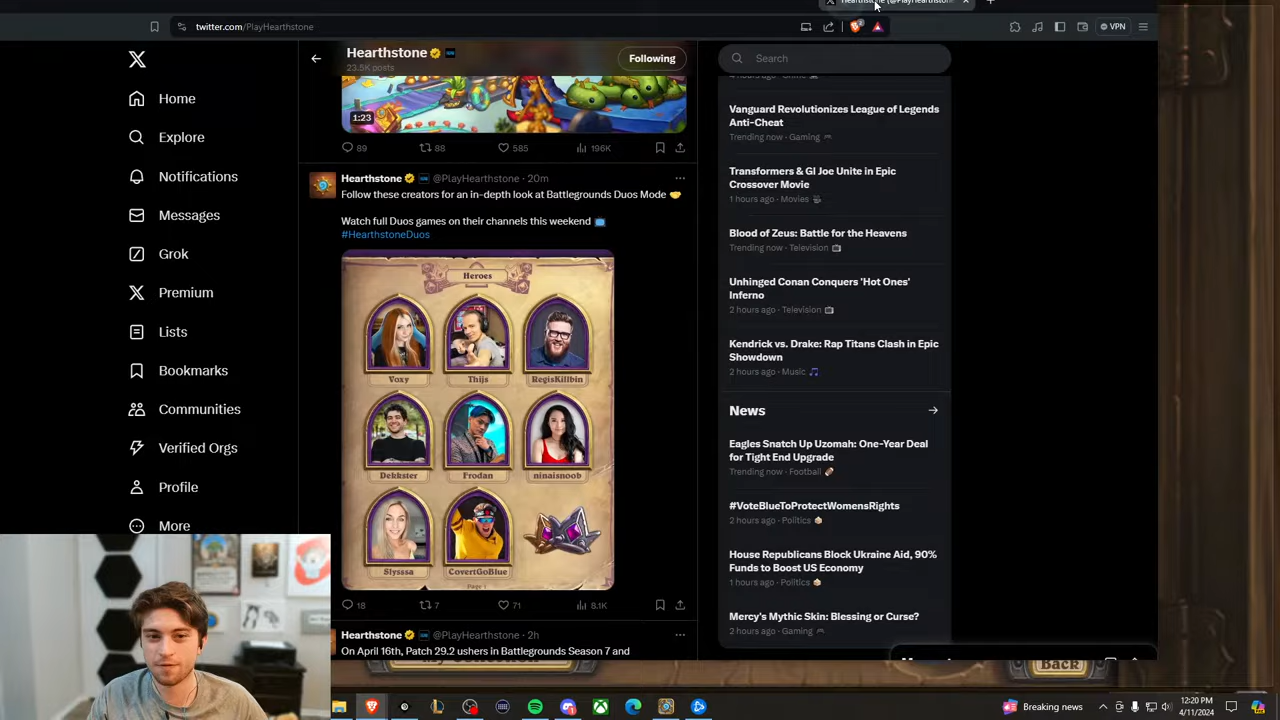 twitter.com/PlayHearthstone
VPN
Home
Explore
Notifications
Messages
Grok
Premium
Lists
Bookmarks
Communities
Verified Orgs
Profile
More
Hearthstone
23.5K posts
Following
1:23
89
88
585
196K
Hearthstone @PlayHearthstone · 20m
Follow these creators for an in-depth look at Battlegrounds Duos Mode 🤝
Watch full Duos games on their channels this weekend 📺
#HearthstoneDuos
Heroes
Voxy
Thijs
RegisKillbin
Dekkster
Frodan
ninaisnoob
Slysssa
CovertGoBlue
Page 1
18
7
71
8.1K
Hearthstone @PlayHearthstone · 2h
On April 16th, Patch 29.2 ushers in Battlegrounds Season 7 and
Search
Vanguard Revolutionizes League of Legends
Anti-Cheat
Trending now · Gaming 🎮
Transformers & GI Joe Unite in Epic
Crossover Movie
1 hours ago · Movies 🎥
Blood of Zeus: Battle for the Heavens
Trending now · Television 📺
Unhinged Conan Conquers 'Hot Ones'
Inferno
2 hours ago · Television 📺
Kendrick vs. Drake: Rap Titans Clash in Epic
Showdown
2 hours ago · Music 🎵
News
Eagles Snatch Up Uzomah: One-Year Deal
for Tight End Upgrade
Trending now · Football 🏈
#VoteBlueToProtectWomensRights
2 hours ago · Politics 🗳
House Republicans Block Ukraine Aid, 90%
Funds to Boost US Economy
1 hours ago · Politics 🗳
Mercy's Mythic Skin: Blessing or Curse?
2 hours ago · Gaming 🎮
Back
Breaking news
12:20 PM
4/11/2024